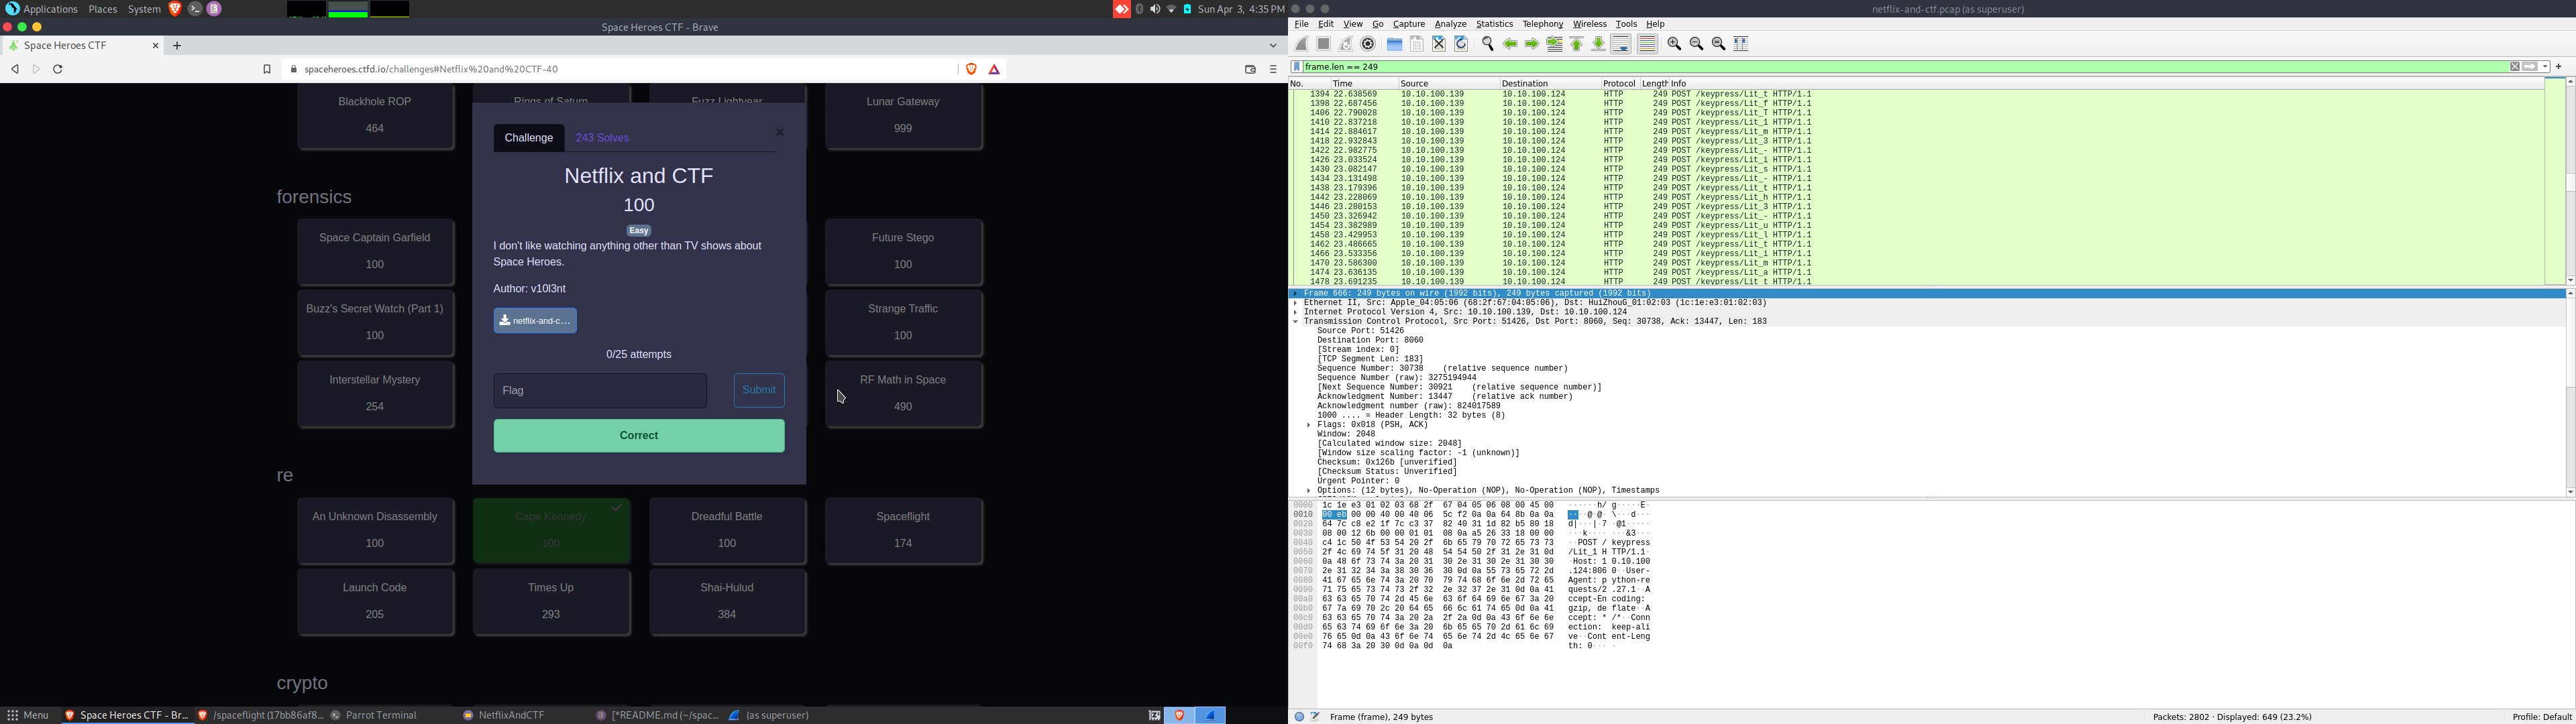 Applications Places System
Sun Apr 3, 4:35 PM
Space Heroes CTF - Brave
Space Heroes CTF
spaceheroes.ctfd.io/challenges#Netflix%20and%20CTF-40
Blackhole ROP
464
Rings of Saturn
Fuzz Lightyear
Lunar Gateway
999
Challenge
243 Solves
Netflix and CTF
100
Easy
I don't like watching anything other than TV shows about
Space Heroes.
Author: v10l3nt
netflix-and-c...
0/25 attempts
Flag
Submit
Correct
forensics
Space Captain Garfield
100
Future Stego
100
Buzz's Secret Watch (Part 1)
100
Strange Traffic
100
Interstellar Mystery
254
RF Math in Space
490
re
An Unknown Disassembly
100
Cape Kennedy
100
Dreadful Battle
100
Spaceflight
174
Launch Code
205
Times Up
293
Shai-Hulud
384
crypto
Menu
Space Heroes CTF - Br...
/spaceflight (17bb86af8...
Parrot Terminal
NetflixAndCTF
[*README.md (~/spac...
(as superuser)
netflix-and-ctf.pcap (as superuser)
File Edit View Go Capture Analyze Statistics Telephony Wireless Tools Help
frame.len == 249
No. Time Source Destination Protocol Length Info
1394 22.638569 10.10.100.139 10.10.100.124 HTTP 249 POST /keypress/Lit_t HTTP/1.1
1398 22.687456 10.10.100.139 10.10.100.124 HTTP 249 POST /keypress/Lit_f HTTP/1.1
1406 22.790028 10.10.100.139 10.10.100.124 HTTP 249 POST /keypress/Lit_T HTTP/1.1
1410 22.837218 10.10.100.139 10.10.100.124 HTTP 249 POST /keypress/Lit_1 HTTP/1.1
1414 22.884617 10.10.100.139 10.10.100.124 HTTP 249 POST /keypress/Lit_m HTTP/1.1
1418 22.932843 10.10.100.139 10.10.100.124 HTTP 249 POST /keypress/Lit_3 HTTP/1.1
1422 22.982775 10.10.100.139 10.10.100.124 HTTP 249 POST /keypress/Lit_- HTTP/1.1
1426 23.033524 10.10.100.139 10.10.100.124 HTTP 249 POST /keypress/Lit_i HTTP/1.1
1430 23.082147 10.10.100.139 10.10.100.124 HTTP 249 POST /keypress/Lit_s HTTP/1.1
1434 23.131498 10.10.100.139 10.10.100.124 HTTP 249 POST /keypress/Lit_- HTTP/1.1
1438 23.179396 10.10.100.139 10.10.100.124 HTTP 249 POST /keypress/Lit_t HTTP/1.1
1442 23.228069 10.10.100.139 10.10.100.124 HTTP 249 POST /keypress/Lit_h HTTP/1.1
1446 23.280153 10.10.100.139 10.10.100.124 HTTP 249 POST /keypress/Lit_3 HTTP/1.1
1450 23.326942 10.10.100.139 10.10.100.124 HTTP 249 POST /keypress/Lit_- HTTP/1.1
1454 23.382989 10.10.100.139 10.10.100.124 HTTP 249 POST /keypress/Lit_u HTTP/1.1
1458 23.429953 10.10.100.139 10.10.100.124 HTTP 249 POST /keypress/Lit_l HTTP/1.1
1462 23.486665 10.10.100.139 10.10.100.124 HTTP 249 POST /keypress/Lit_t HTTP/1.1
1466 23.533356 10.10.100.139 10.10.100.124 HTTP 249 POST /keypress/Lit_i HTTP/1.1
1470 23.586300 10.10.100.139 10.10.100.124 HTTP 249 POST /keypress/Lit_m HTTP/1.1
1474 23.636135 10.10.100.139 10.10.100.124 HTTP 249 POST /keypress/Lit_a HTTP/1.1
1478 23.691235 10.10.100.139 10.10.100.124 HTTP 249 POST /keypress/Lit_t HTTP/1.1
Frame 666: 249 bytes on wire (1992 bits), 249 bytes captured (1992 bits)
Ethernet II, Src: Apple_04:05:06 (68:2f:67:04:05:06), Dst: HuiZhouG_01:02:03 (1c:1e:e3:01:02:03)
Internet Protocol Version 4, Src: 10.10.100.139, Dst: 10.10.100.124
Transmission Control Protocol, Src Port: 51426, Dst Port: 8060, Seq: 30738, Ack: 13447, Len: 183
Source Port: 51426
Destination Port: 8060
[Stream index: 0]
[TCP Segment Len: 183]
Sequence Number: 30738 (relative sequence number)
Sequence Number (raw): 3275194944
[Next Sequence Number: 30921 (relative sequence number)]
Acknowledgment Number: 13447 (relative ack number)
Acknowledgment number (raw): 824017589
1000 .... = Header Length: 32 bytes (8)
Flags: 0x018 (PSH, ACK)
Window: 2048
[Calculated window size: 2048]
[Window size scaling factor: -1 (unknown)]
Checksum: 0x126b [unverified]
[Checksum Status: Unverified]
Urgent Pointer: 0
Options: (12 bytes), No-Operation (NOP), No-Operation (NOP), Timestamps
0000 1c 1e e3 01 02 03 68 2f 67 04 05 06 08 00 45 00 ······h/ g·····E·
0010 00 eb 00 00 40 00 40 06 5c f2 0a 0a 64 8b 0a 0a ····@·@· \···d···
0020 64 7c c8 e2 1f 7c c3 37 82 40 31 1d 82 b5 80 18 d|···|·7 ·@1·····
0030 08 00 12 6b 00 00 01 01 08 0a a5 26 33 18 00 00 ···k···· ···&3···
0040 c4 1c 50 4f 53 54 20 2f 6b 65 79 70 72 65 73 73 ··POST / keypress
0050 2f 4c 69 74 5f 31 20 48 54 54 50 2f 31 2e 31 0d /Lit_1 H TTP/1.1·
0060 0a 48 6f 73 74 3a 20 31 30 2e 31 30 2e 31 30 30 ·Host: 1 0.10.100
0070 2e 31 32 34 3a 38 30 36 30 0d 0a 55 73 65 72 2d .124:806 0··User-
0080 41 67 65 6e 74 3a 20 70 79 74 68 6f 6e 2d 72 65 Agent: p ython-re
0090 71 75 65 73 74 73 2f 32 2e 32 37 2e 31 0d 0a 41 quests/2 .27.1··A
00a0 63 63 65 70 74 2d 45 6e 63 6f 64 69 6e 67 3a 20 ccept-En coding:
00b0 67 7a 69 70 2c 20 64 65 66 6c 61 74 65 0d 0a 41 gzip, de flate··A
00c0 63 63 65 70 74 3a 20 2a 2f 2a 0d 0a 43 6f 6e 6e ccept: * /*··Conn
00d0 65 63 74 69 6f 6e 3a 20 6b 65 65 70 2d 61 6c 69 ection: keep-ali
00e0 76 65 0d 0a 43 6f 6e 74 65 6e 74 2d 4c 65 6e 67 ve··Cont ent-Leng
00f0 74 68 3a 20 30 0d 0a 0d 0a th: 0··· ·
Frame (frame), 249 bytes
Packets: 2802 · Displayed: 649 (23.2%)
Profile: Default